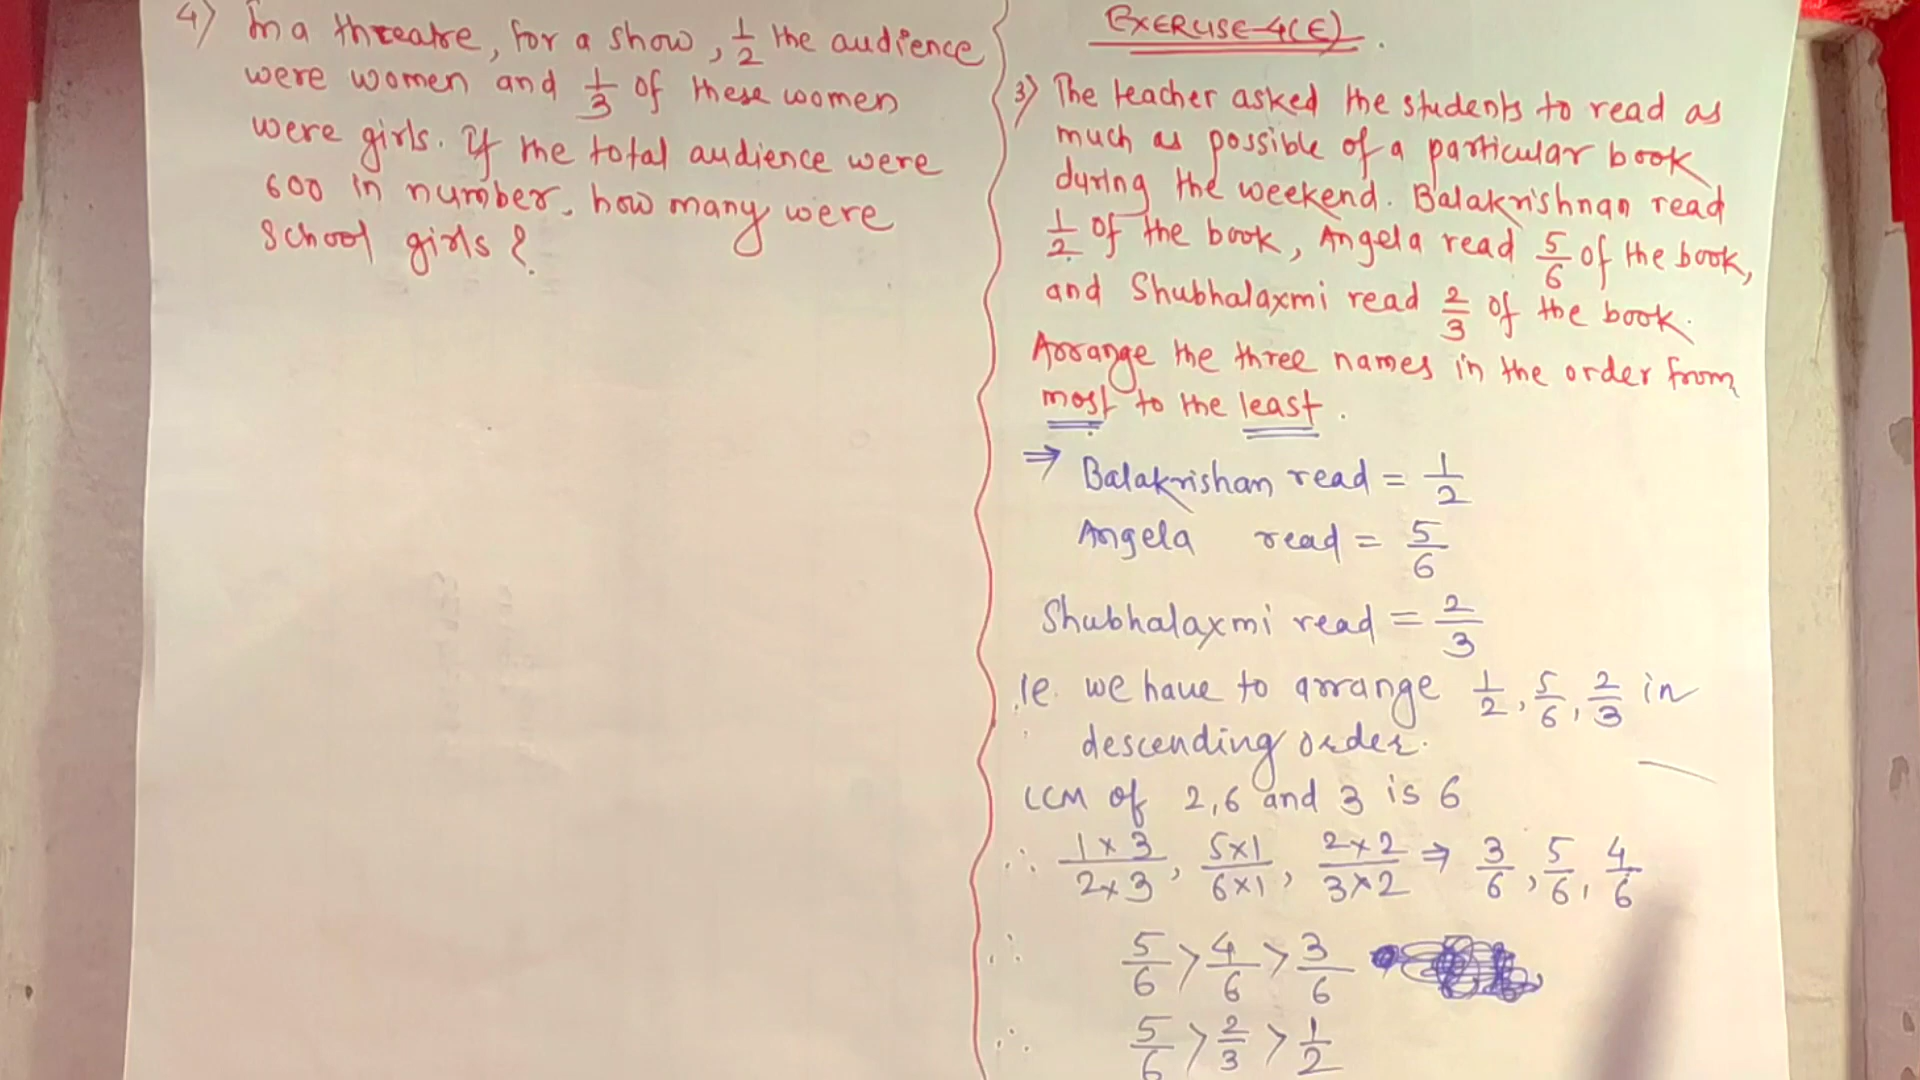 4) In a threatre, for a show, 1/2 the audience
were women and 1/3 of these women
were girls. If the total audience were
600 in number, how many were
School girls ?
EXERCISE-4(E).
3) The teacher asked the students to read as
much as possible of a particular book
during the weekend. Balakrishnan read
1/2 of the book, Angela read 5/6 of the book,
and Shubhalaxmi read 2/3 of the book.
Arrange the three names in the order from
most to the least.
⇒ Balakrishan read = 1/2
Angela read = 5/6
Shubhalaxmi read = 2/3
ie. we have to arrange 1/2, 5/6, 2/3 in
descending order.
LCM of 2,6 and 3 is 6
∴ 1×3/2×3, 5×1/6×1, 2×2/3×2 ⇒ 3/6, 5/6, 4/6
∴ 5/6 > 4/6 > 3/6
∴ 5/6 > 2/3 > 1/2